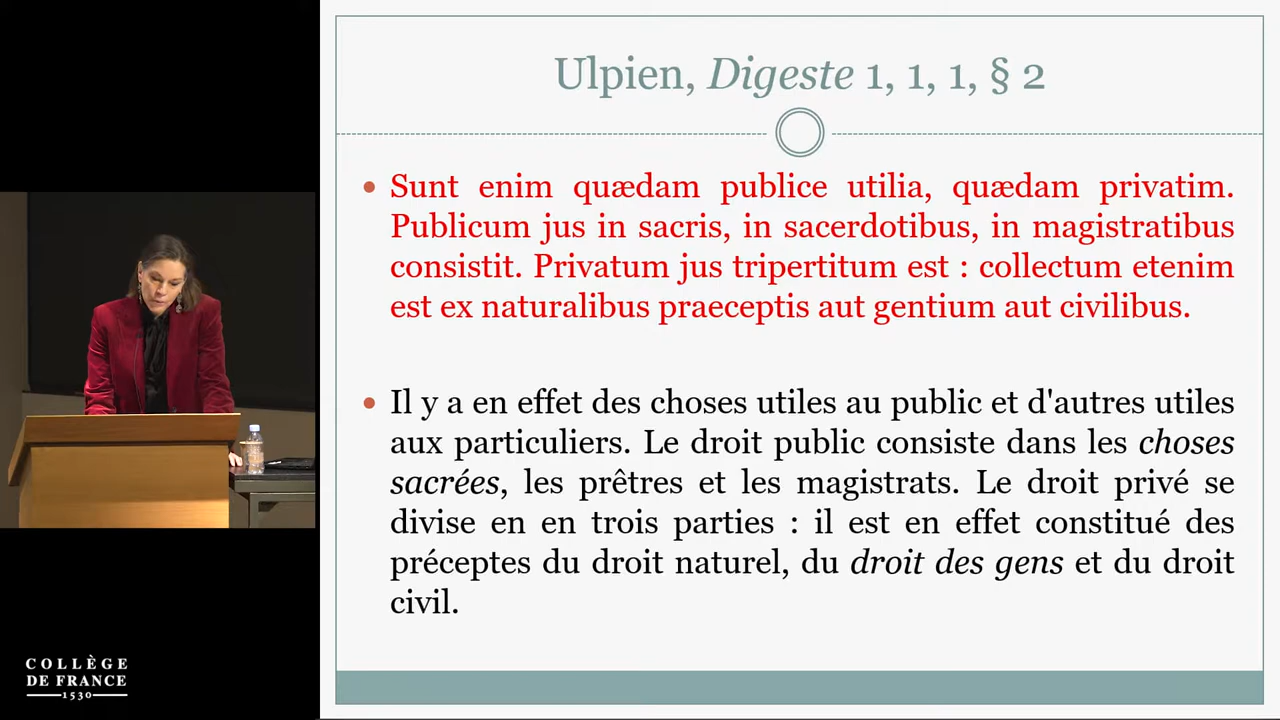 Ulpien, Digeste 1, 1, 1, § 2
• Sunt enim quædam publice utilia, quædam privatim.
Publicum jus in sacris, in sacerdotibus, in magistratibus
consistit. Privatum jus tripertitum est : collectum etenim
est ex naturalibus praeceptis aut gentium aut civilibus.
• Il y a en effet des choses utiles au public et d'autres utiles
aux particuliers. Le droit public consiste dans les choses
sacrées, les prêtres et les magistrats. Le droit privé se
divise en en trois parties : il est en effet constitué des
préceptes du droit naturel, du droit des gens et du droit
civil.
COLLÈGE
DE FRANCE
1530